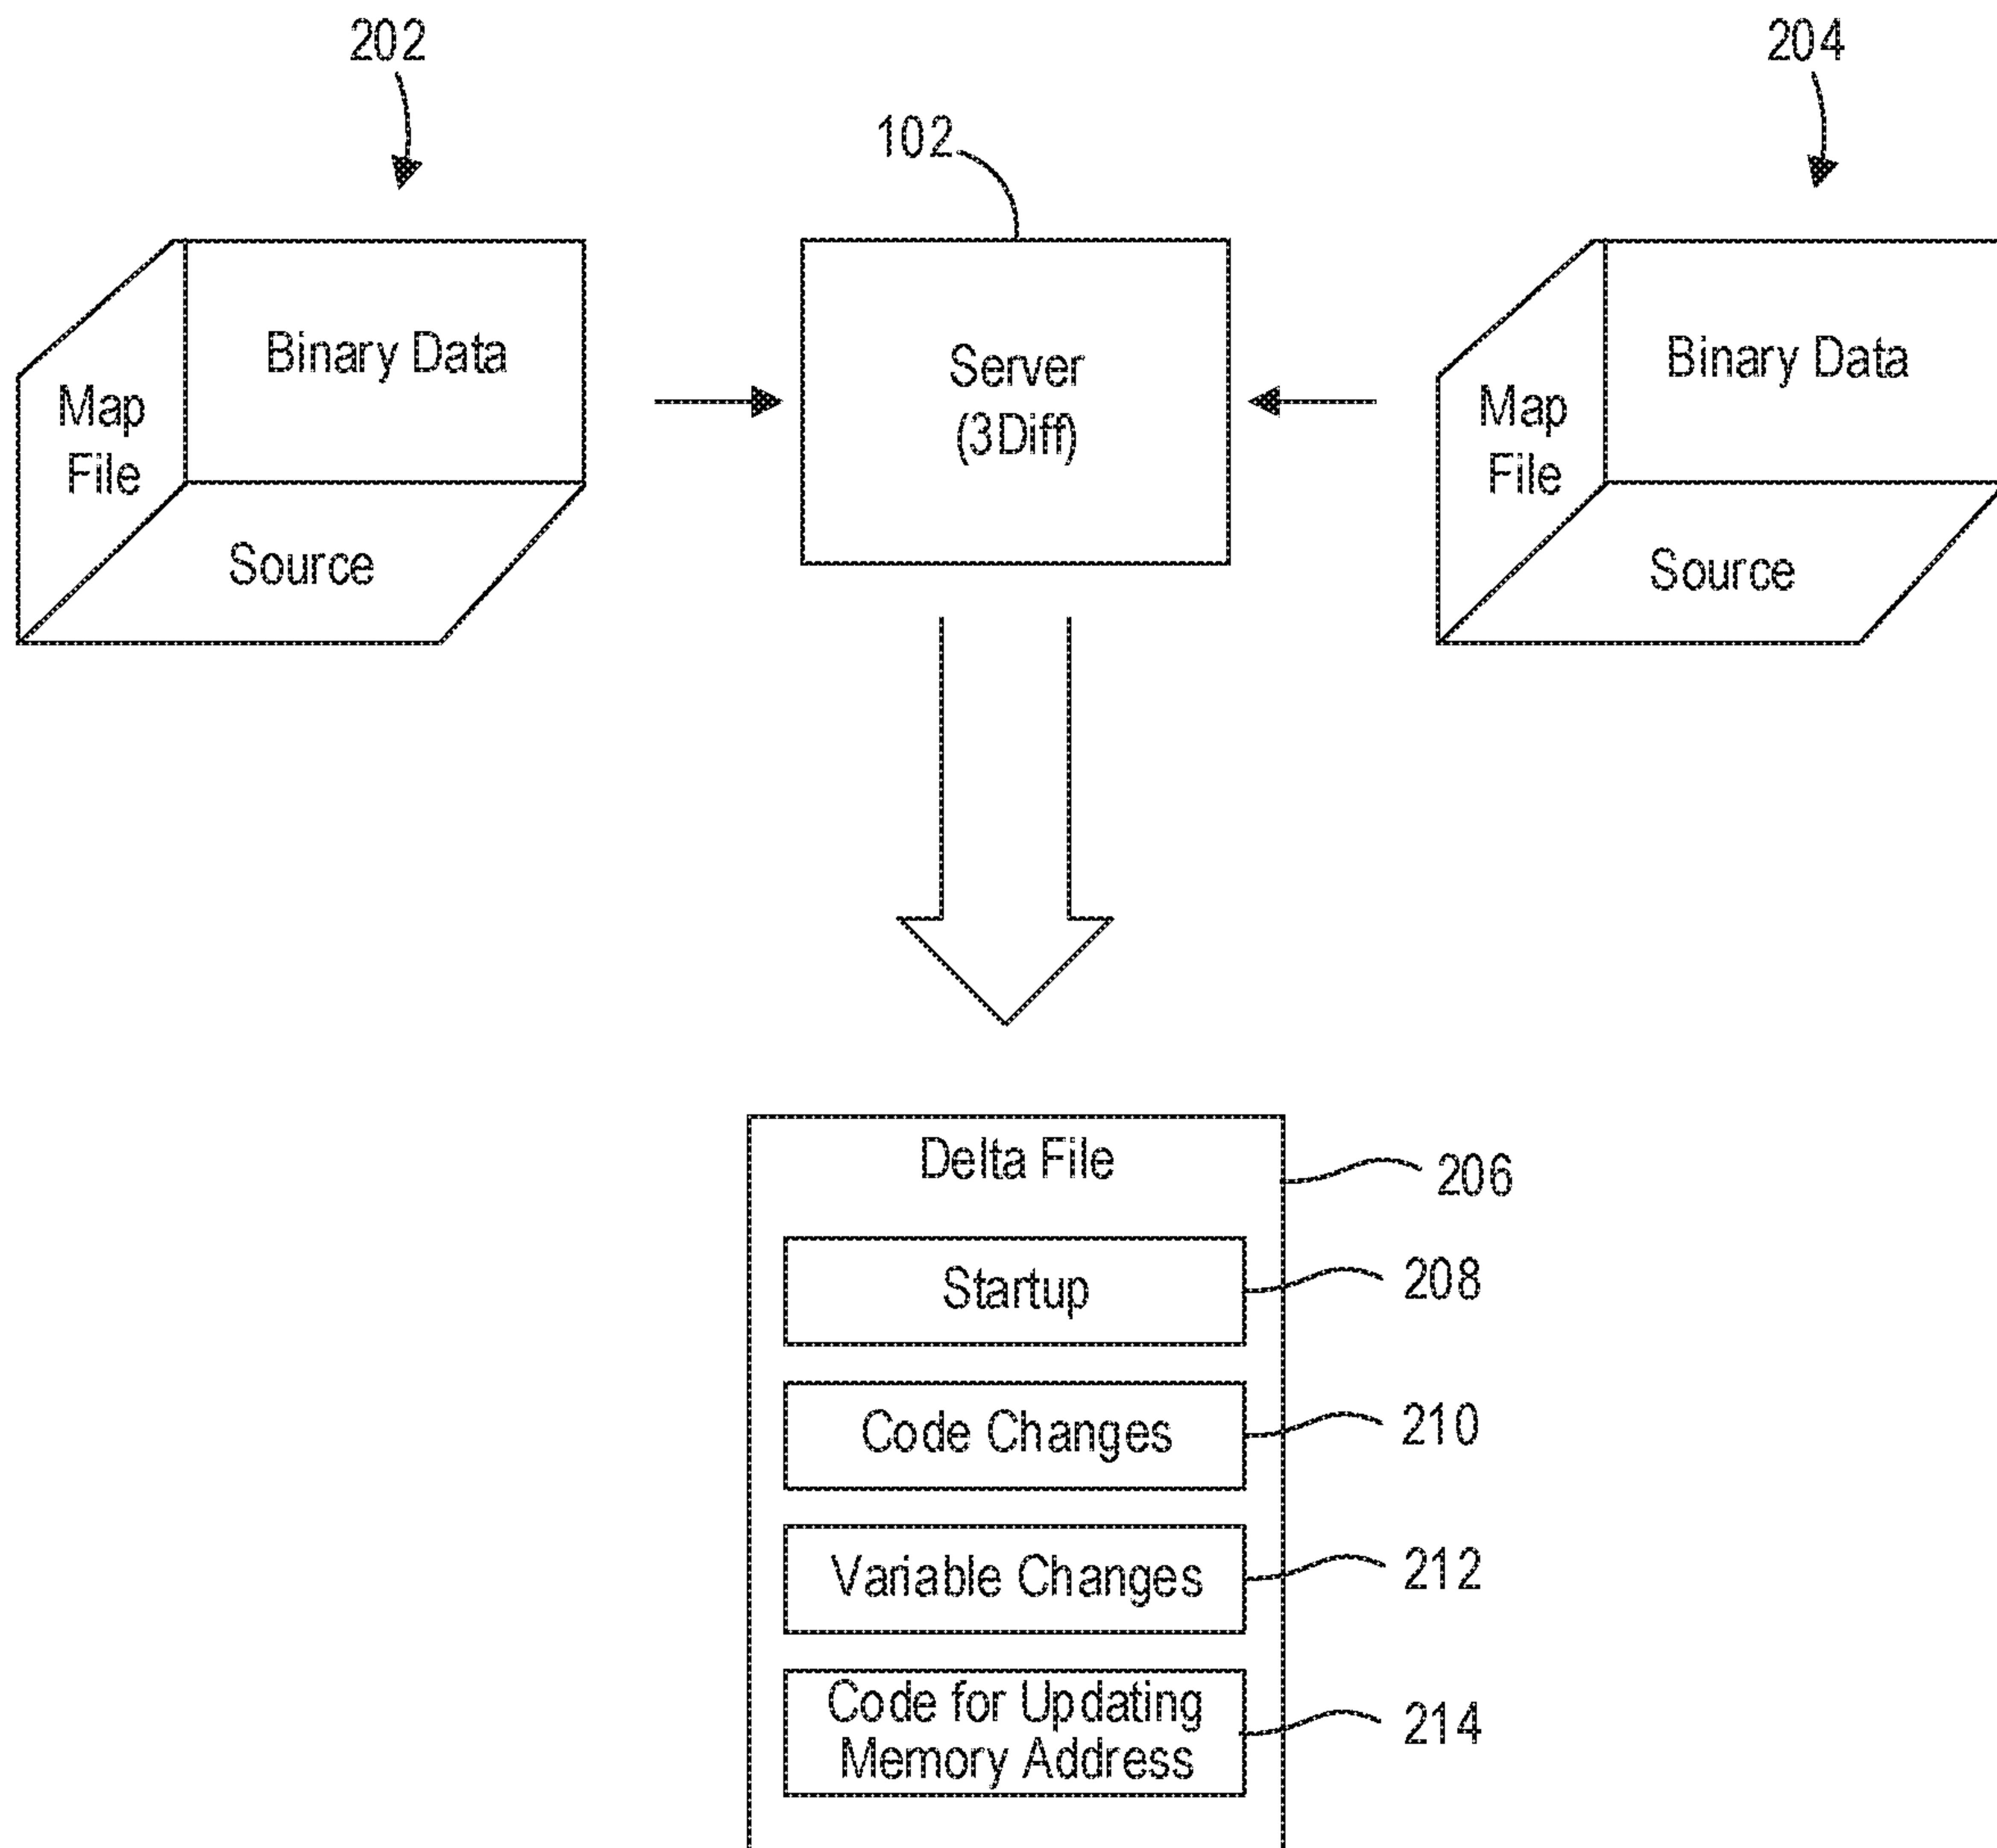 202
204
102
Binary Data
Map
File
Source
Server
(3Diff)
Binary Data
Map
File
Source
Delta File
206
Startup
208
Code Changes
210
Variable Changes
212
Code for Updating
Memory Address
214